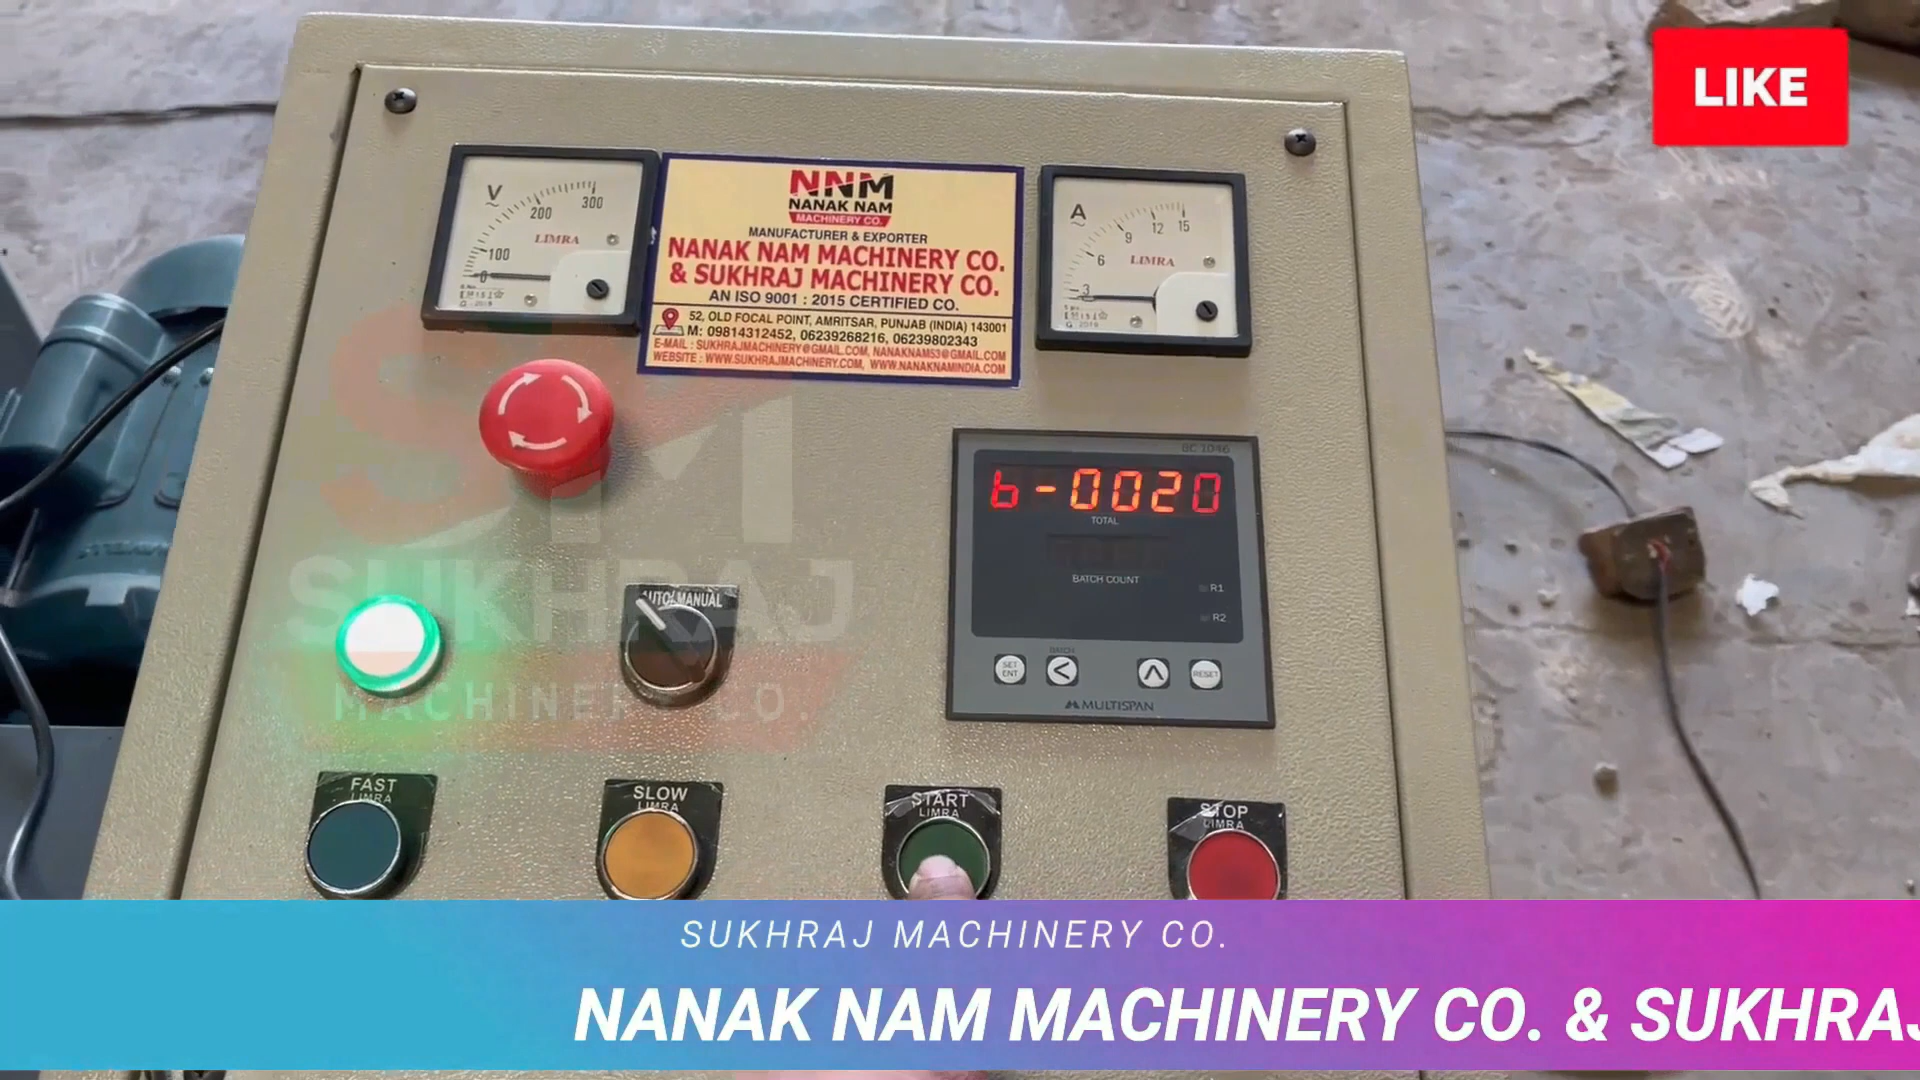 LIKE
V
100
200
300
0
LIMRA
NNM
NANAK NAM
MACHINERY CO.
MANUFACTURER & EXPORTER
NANAK NAM MACHINERY CO.
& SUKHRAJ MACHINERY CO.
AN ISO 9001 : 2015 CERTIFIED CO.
52, OLD FOCAL POINT, AMRITSAR, PUNJAB (INDIA) 143001
M: 09814312452, 06239268216, 06239802343
E-MAIL : SUKHRAJMACHINERY@GMAIL.COM, NANAKNAM53@GMAIL.COM
WEBSITE : WWW.SUKHRAJMACHINERY.COM, WWW.NANAKNAMINDIA.COM
A
3
6
9
12
15
LIMRA
BC 1046
b-0020
TOTAL
BATCH COUNT
R1
R2
BATCH
SET
ENT
RESET
MULTISPAN
SM
SUKHRAJ
MACHINERY CO.
AUTO/MANUAL
FAST
LIMRA
SLOW
LIMRA
START
LIMRA
STOP
LIMRA
SUKHRAJ MACHINERY CO.
NANAK NAM MACHINERY CO. & SUKHRAJ